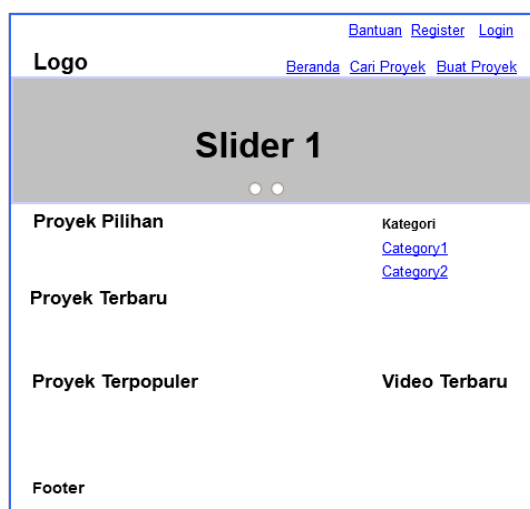 Bantuan Register Login
Logo
Beranda Cari Proyek Buat Proyek
Slider 1
Proyek Pilihan
Kategori
Category1
Category2
Proyek Terbaru
Proyek Terpopuler
Video Terbaru
Footer